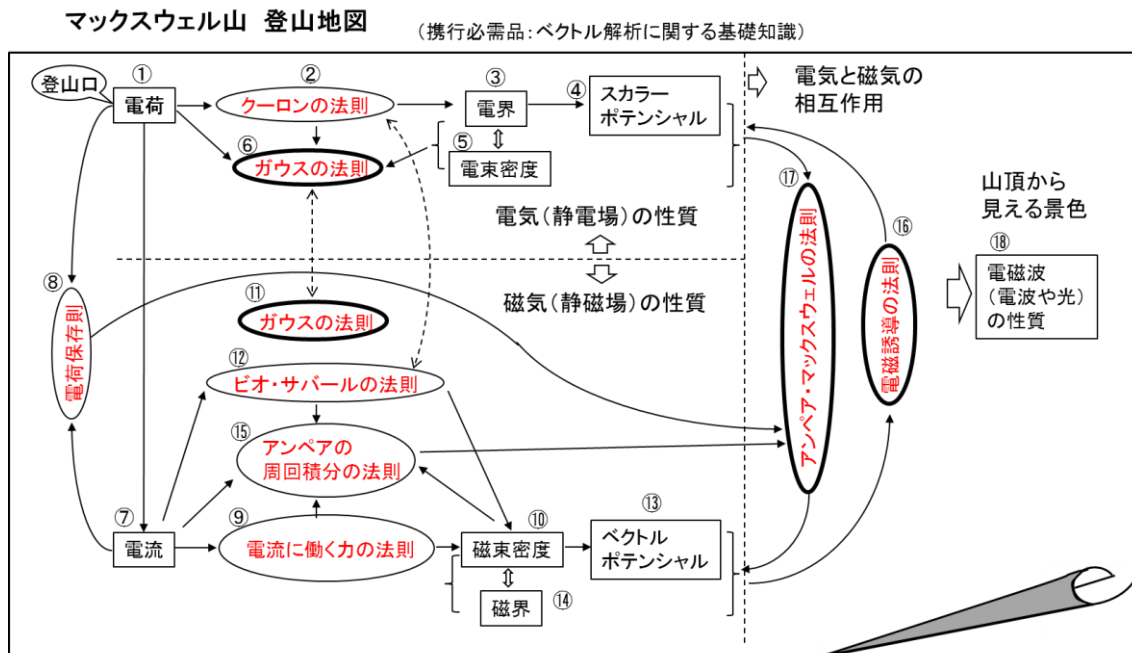 マックスウェル山 登山地図
(携行必需品:ベクトル解析に関する基礎知識)
登山口
①
電荷
②
クーロンの法則
③
電界
④
スカラー
ポテンシャル
⑤
電束密度
⑥
ガウスの法則
電気と磁気の
相互作用
電気(静電場)の性質
磁気(静磁場)の性質
⑧
電荷保存則
⑪
ガウスの法則
⑫
ビオ・サバールの法則
⑮
アンペアの
周回積分の法則
⑦
電流
⑨
電流に働く力の法則
⑩
磁束密度
⑭
磁界
⑬
ベクトル
ポテンシャル
⑰
アンペア・マックスウェルの法則
⑯
電磁誘導の法則
山頂から
見える景色
⑱
電磁波
(電波や光)
の性質